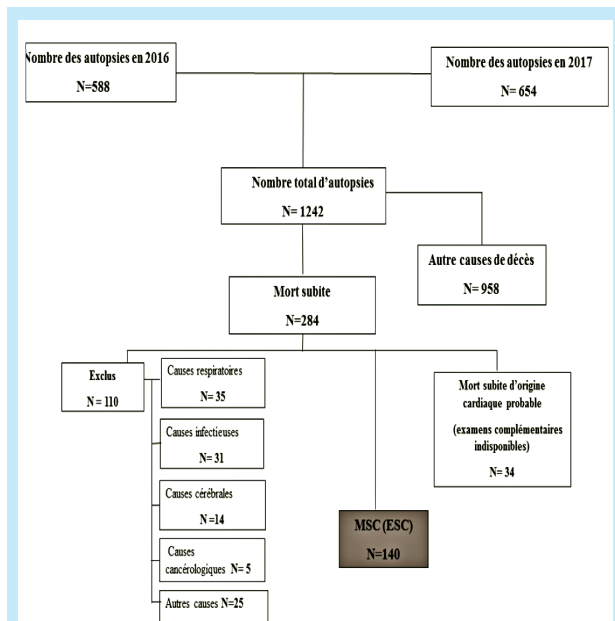 Nombre des autopsies en 2016
N=588
Nombre des autopsies en 2017
N= 654
Nombre total d'autopsies
N= 1242
Autre causes de décès
N=958
Mort subite
N=284
Exclus
N = 110
Causes respiratoires
N= 35
Causes infectieuses
N= 31
Causes cérébrales
N =14
Causes
cancérologiques N= 5
Autres causes N=25
MSC (ESC)
N=140
Mort subite d'origine
cardiaque probable
(examens complémentaires
indisponibles)
N= 34